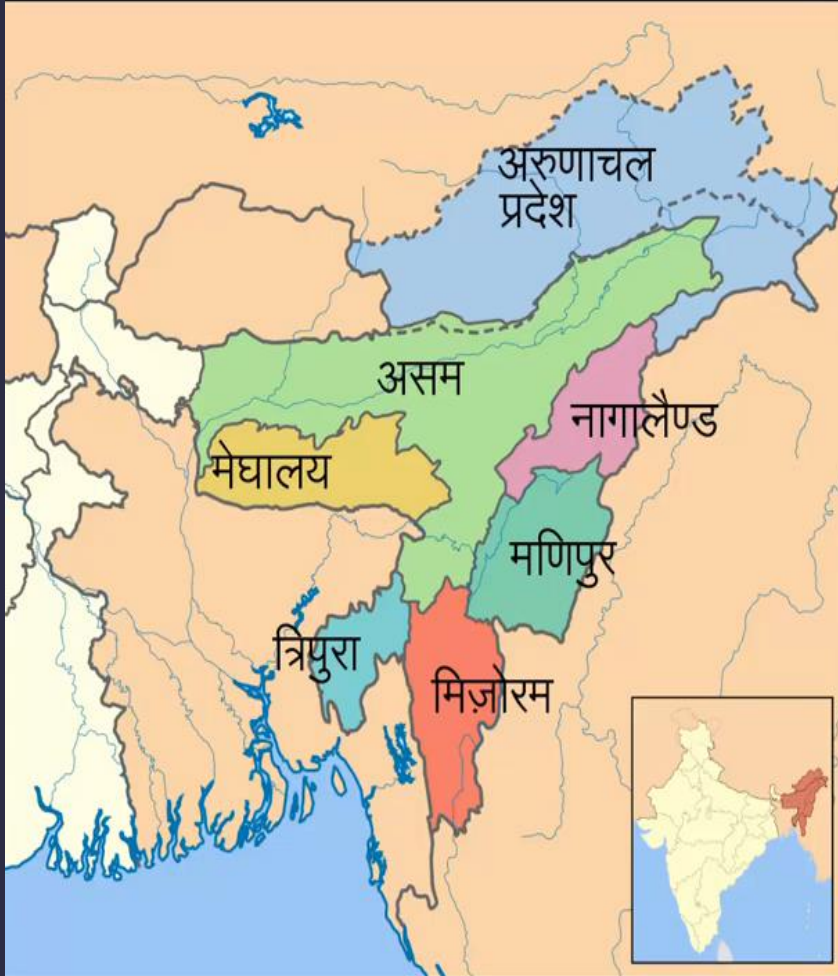 अरुणाचल
प्रदेश
असम
नागालैण्ड
मेघालय
मणिपुर
त्रिपुरा
मिज़ोरम